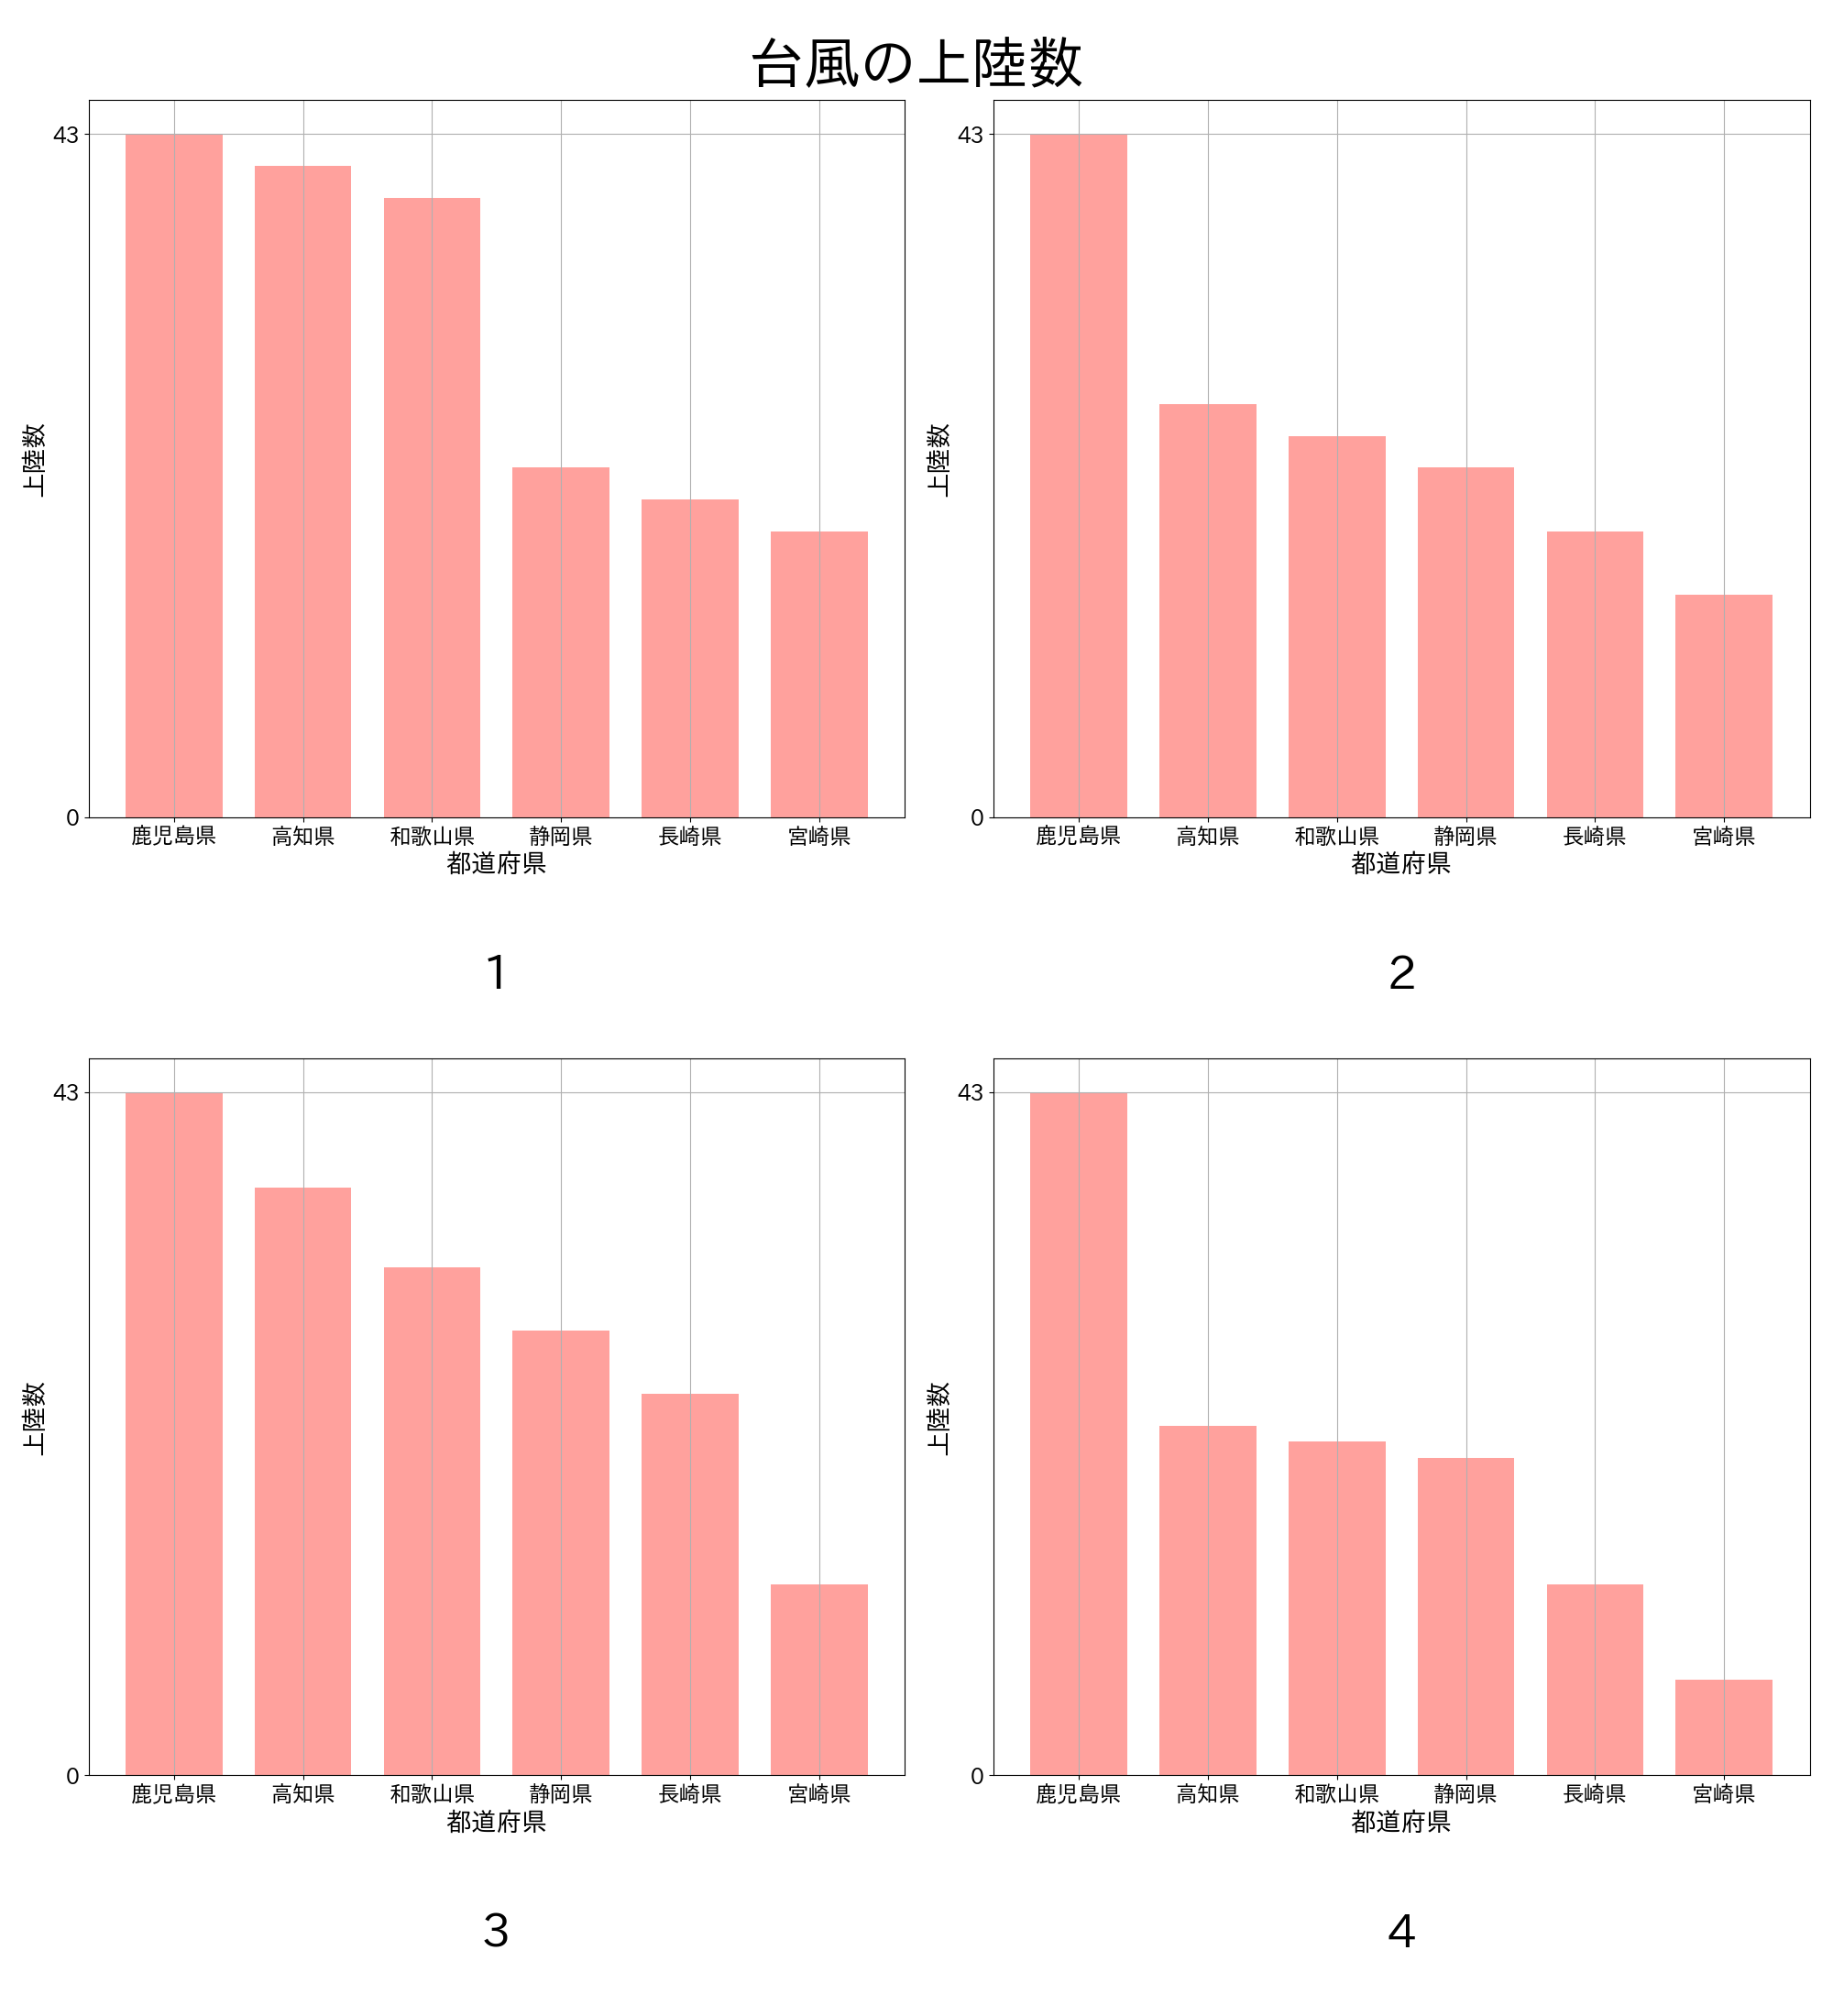 台風の上陸数
43
0
上陸数
鹿児島県 高知県 和歌山県 静岡県 長崎県 宮崎県
都道府県
1
43
0
上陸数
鹿児島県 高知県 和歌山県 静岡県 長崎県 宮崎県
都道府県
2
43
0
上陸数
鹿児島県 高知県 和歌山県 静岡県 長崎県 宮崎県
都道府県
3
43
0
上陸数
鹿児島県 高知県 和歌山県 静岡県 長崎県 宮崎県
都道府県
4